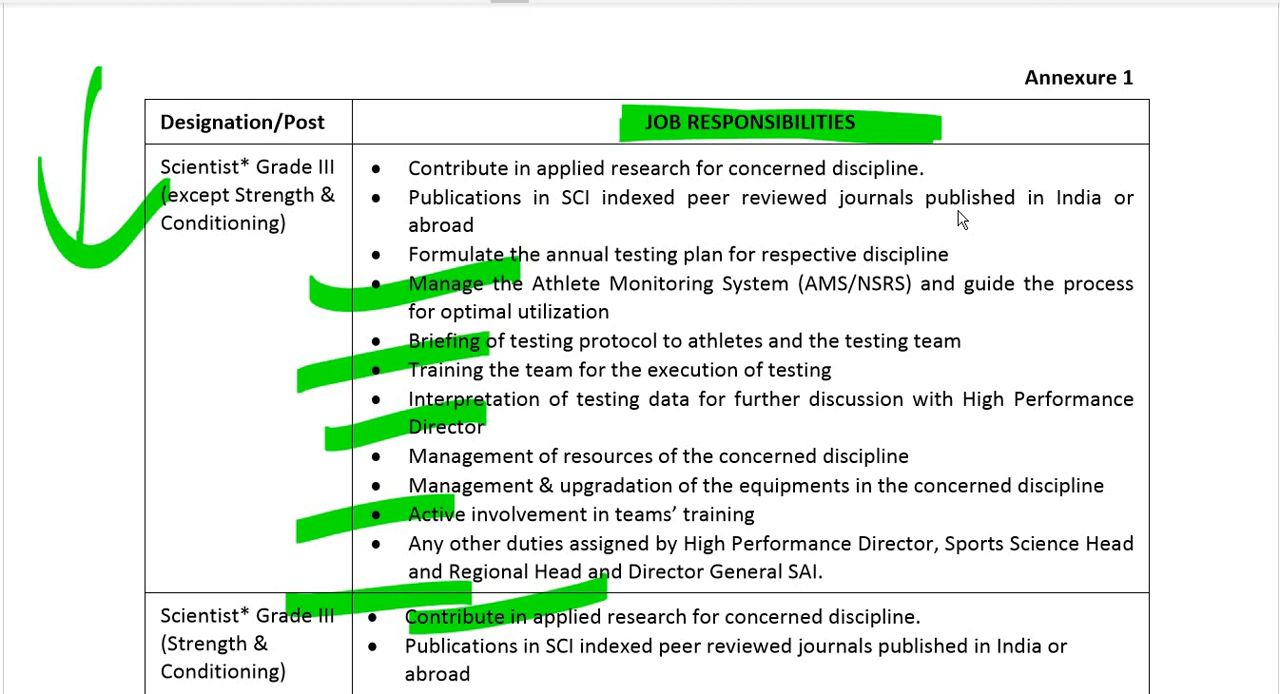 Annexure 1
Designation/Post
JOB RESPONSIBILITIES
Scientist* Grade III
(except Strength &
Conditioning)
• Contribute in applied research for concerned discipline.
• Publications in SCI indexed peer reviewed journals published in India or
abroad
• Formulate the annual testing plan for respective discipline
• Manage the Athlete Monitoring System (AMS/NSRS) and guide the process
for optimal utilization
• Briefing of testing protocol to athletes and the testing team
• Training the team for the execution of testing
• Interpretation of testing data for further discussion with High Performance
Director
• Management of resources of the concerned discipline
• Management & upgradation of the equipments in the concerned discipline
• Active involvement in teams’ training
• Any other duties assigned by High Performance Director, Sports Science Head
and Regional Head and Director General SAI.
Scientist* Grade III
(Strength &
Conditioning)
• Contribute in applied research for concerned discipline.
• Publications in SCI indexed peer reviewed journals published in India or
abroad